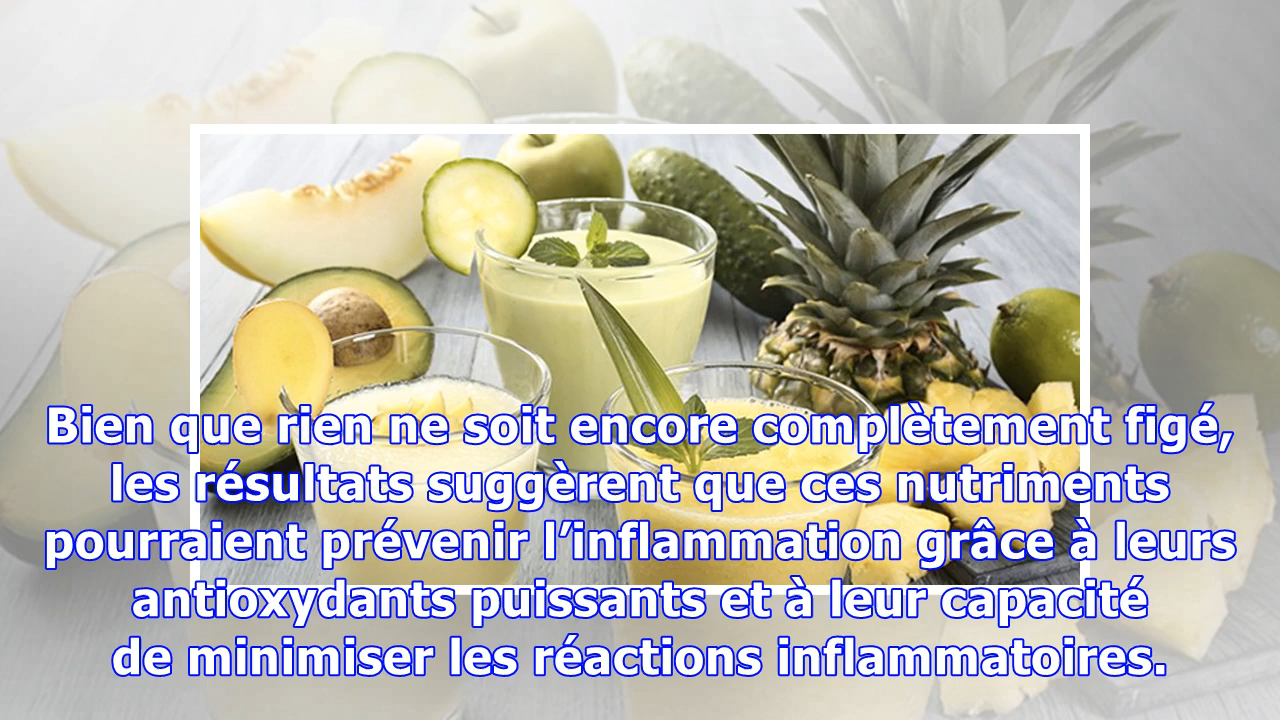 Bien que rien ne soit encore complètement figé,
les résultats suggèrent que ces nutriments
pourraient prévenir l’inflammation grâce à leurs
antioxydants puissants et à leur capacité
de minimiser les réactions inflammatoires.